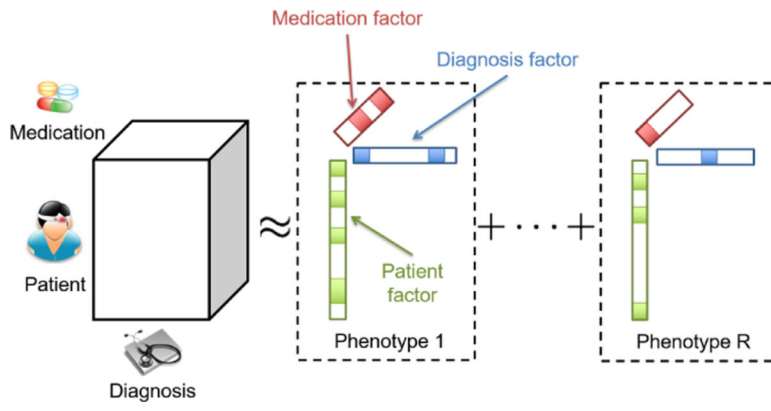 Medication factor
Diagnosis factor
Medication
≈
+ · · · +
Patient
Patient
factor
Phenotype 1
Phenotype R
Diagnosis